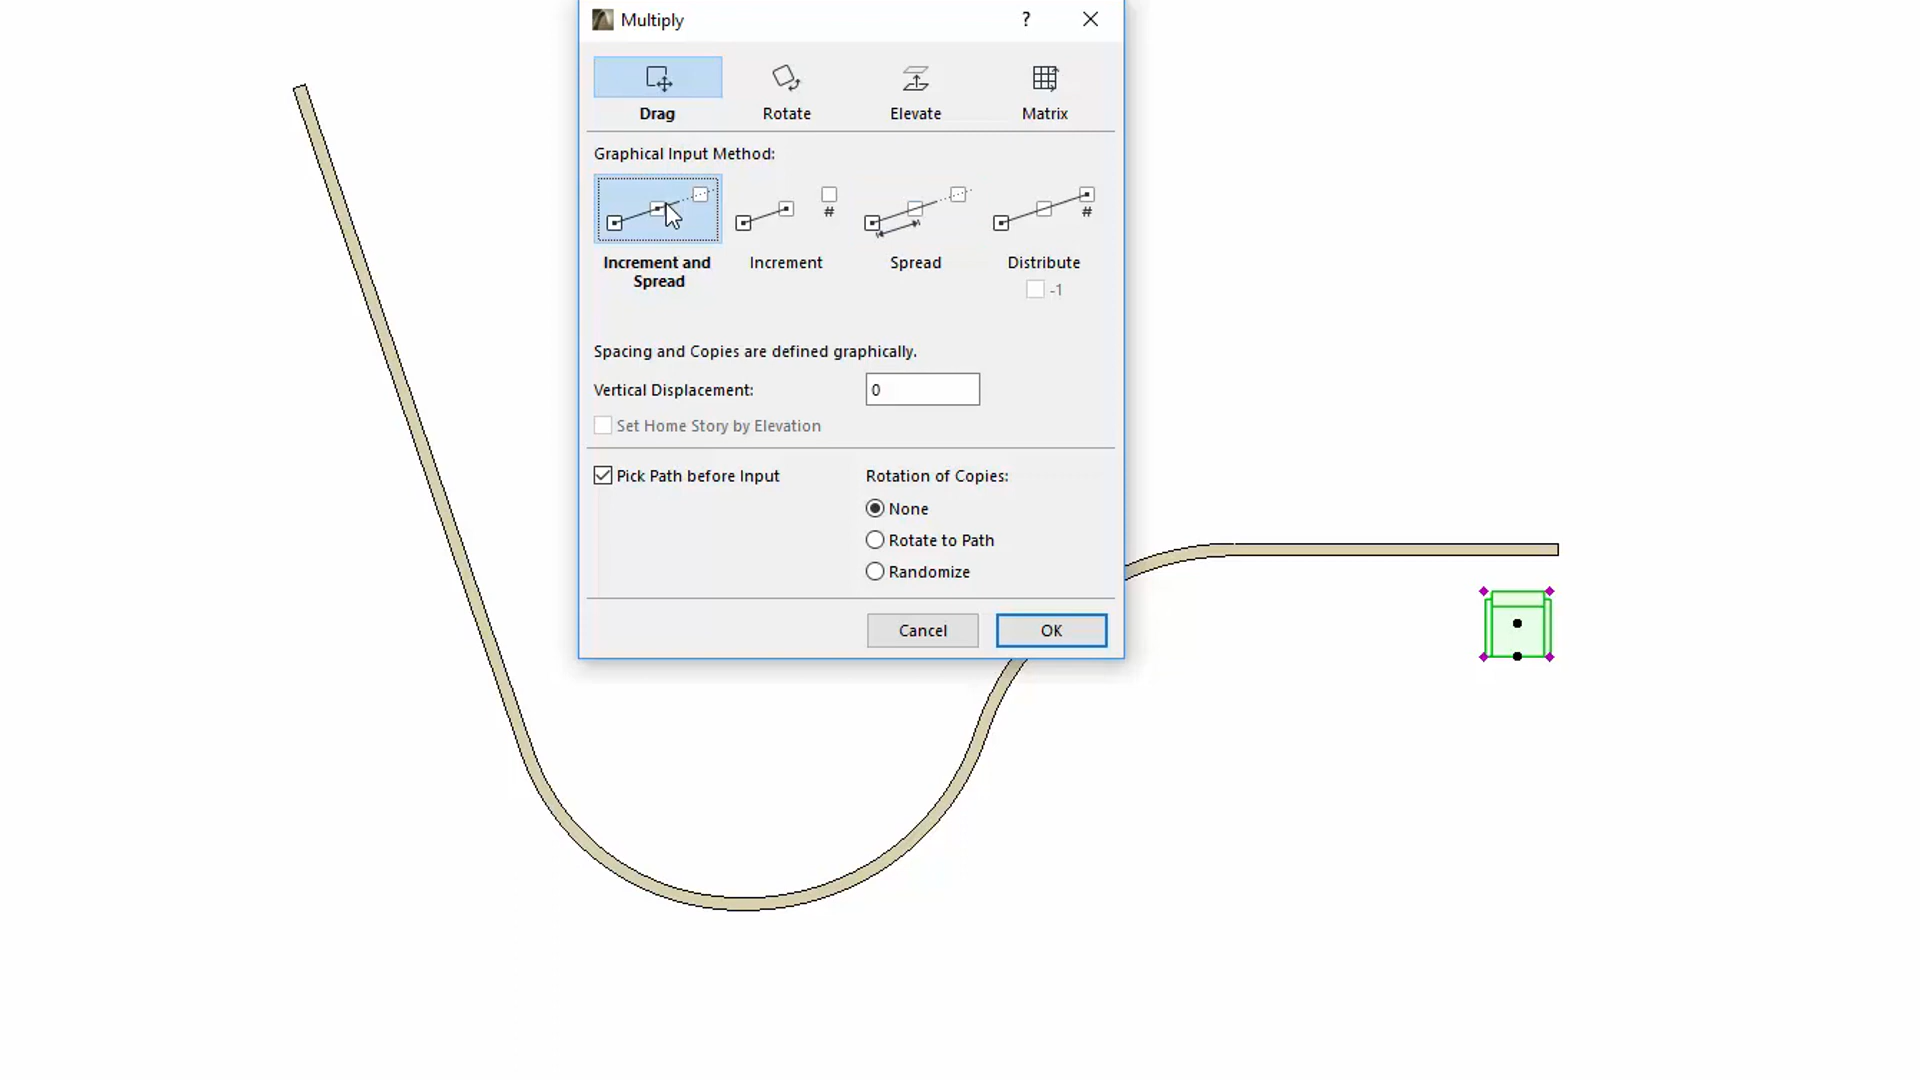 Multiply
?
Drag
Rotate
Elevate
Matrix
Graphical Input Method:
#
#
Increment and
Spread
Increment
Spread
Distribute
-1
Spacing and Copies are defined graphically.
Vertical Displacement:
0
Set Home Story by Elevation
Pick Path before Input
Rotation of Copies:
None
Rotate to Path
Randomize
Cancel
OK